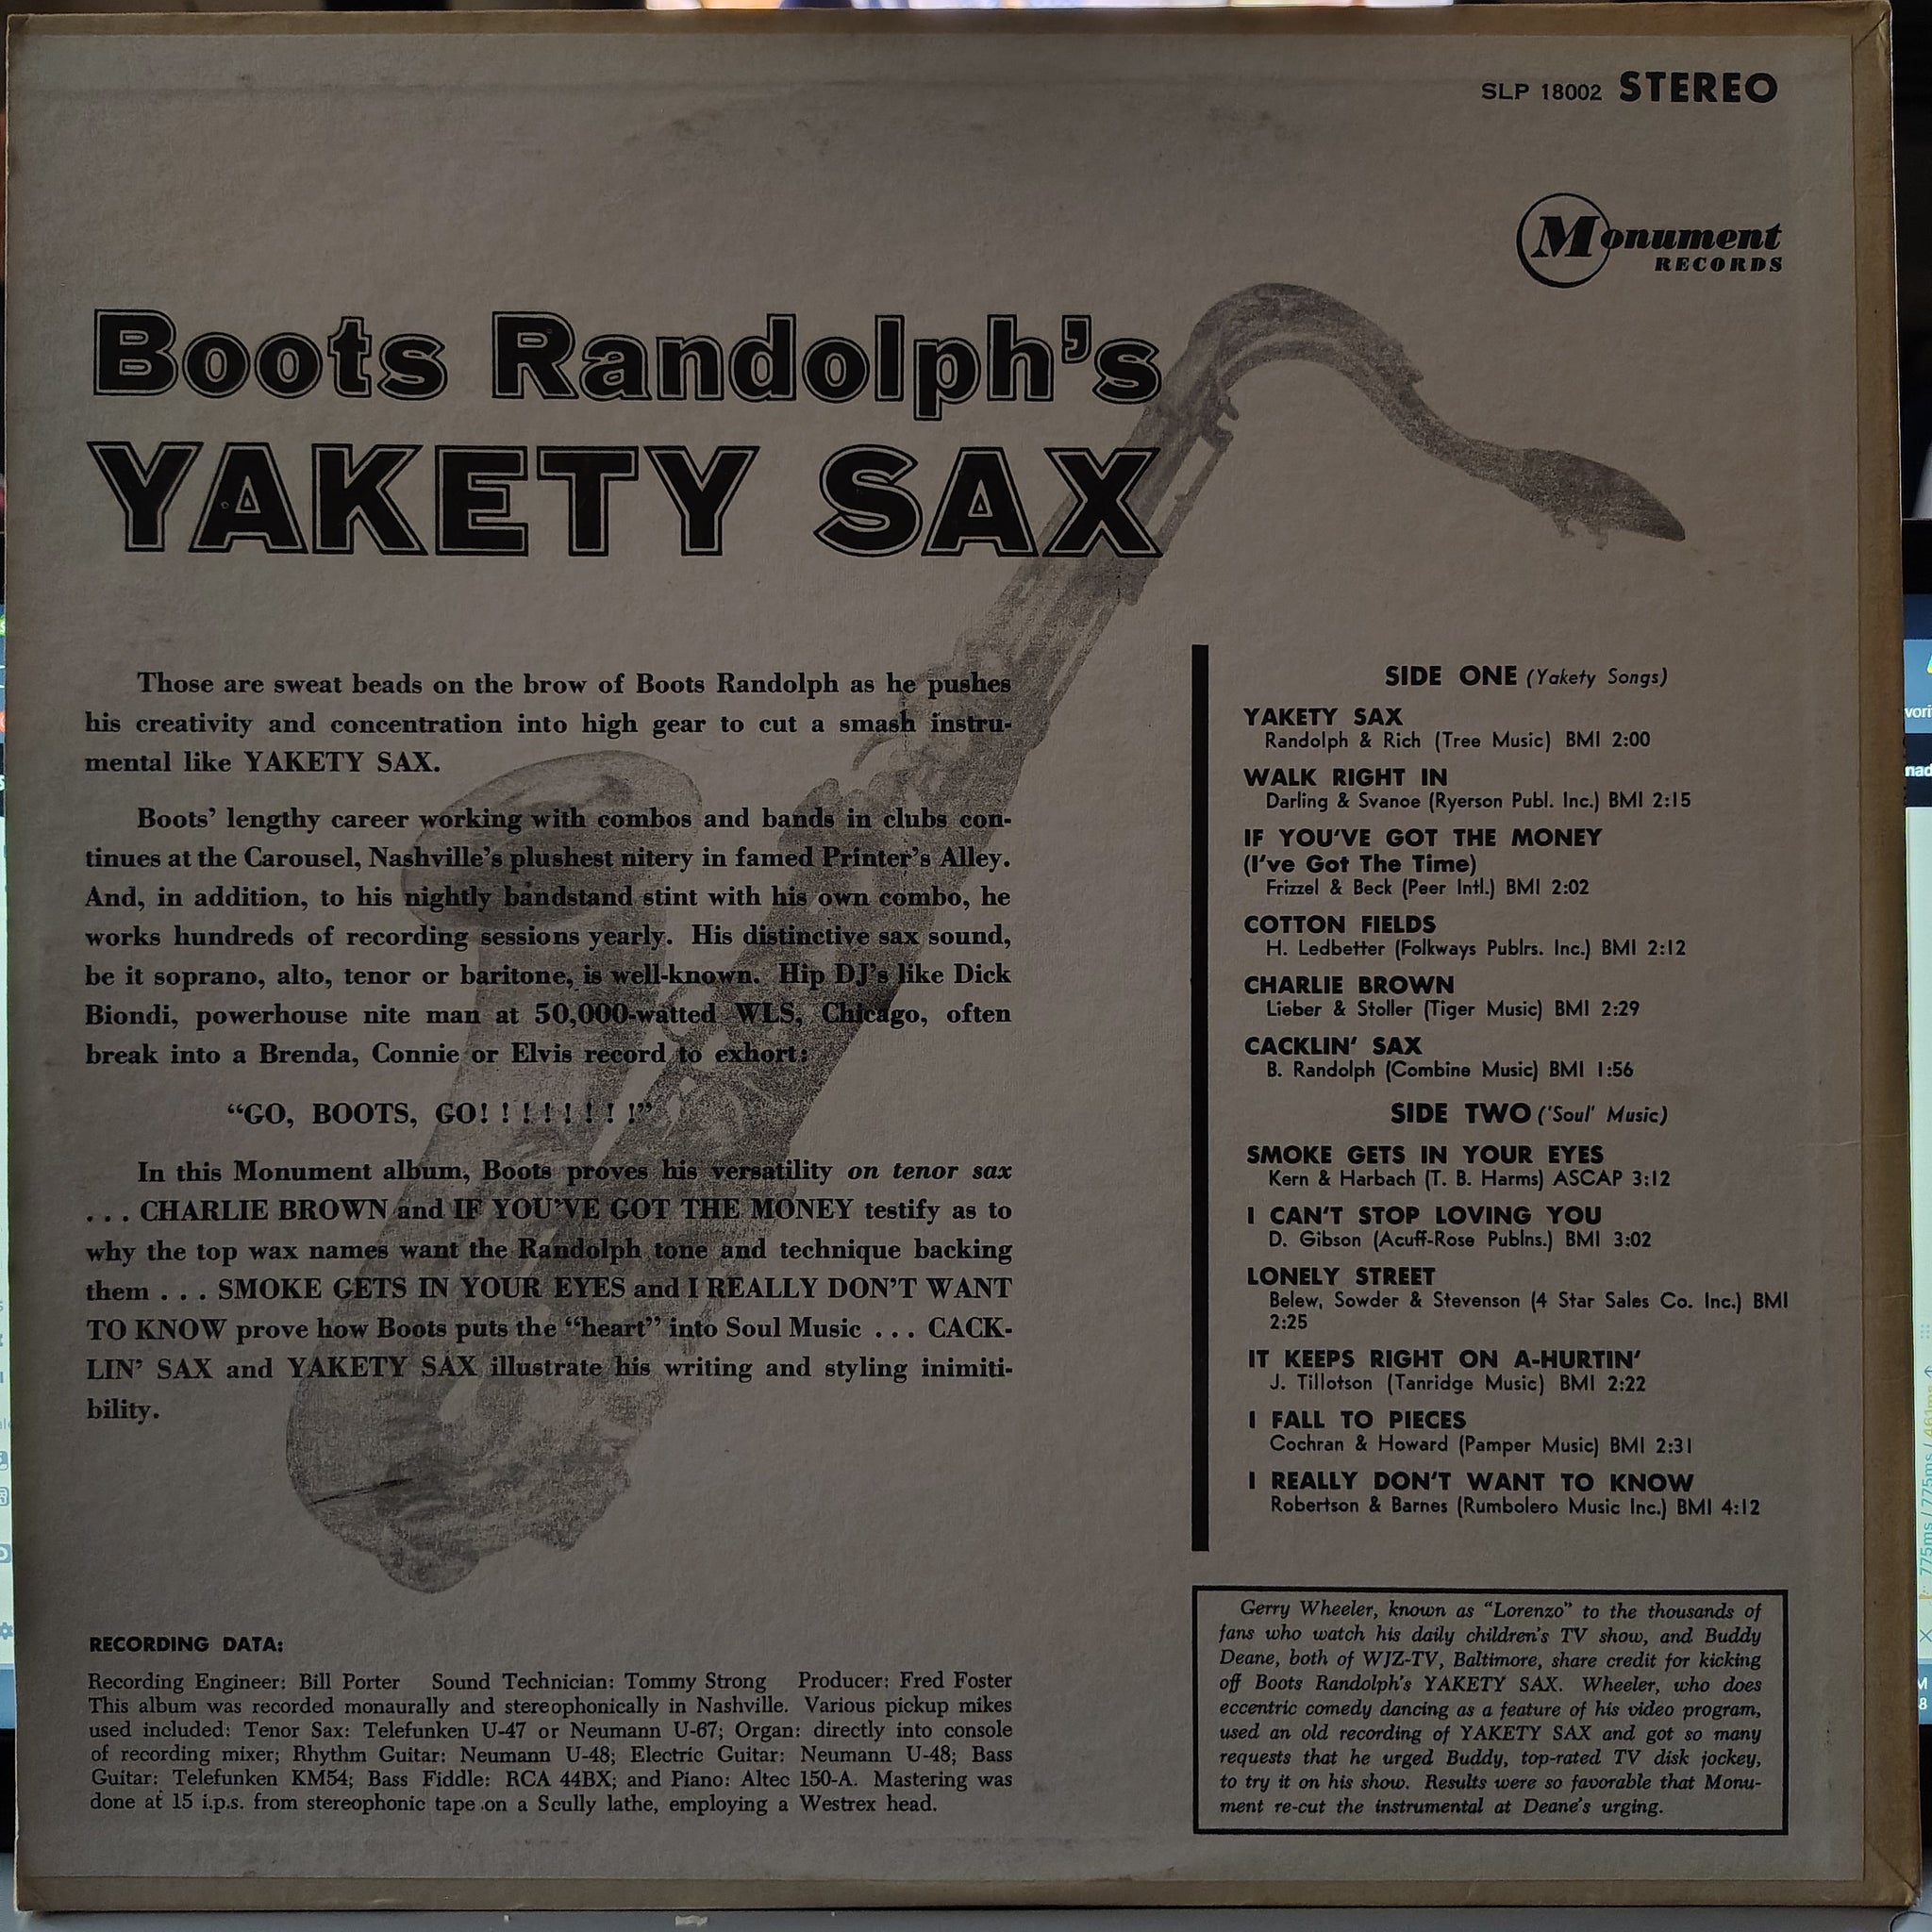 SLP 18002 STEREO
Monument
RECORDS
Boots Randolph's
YAKETY SAX
Those are sweat beads on the brow of Boots Randolph as he pushes
his creativity and concentration into high gear to cut a smash instru-
mental like YAKETY SAX.
Boots' lengthy career working with combos and bands in clubs con-
tinues at the Carousel, Nashville's plushest nitery in famed Printer's Alley.
And, in addition, to his nightly bandstand stint with his own combo, he
works hundreds of recording sessions yearly. His distinctive sax sound,
be it soprano, alto, tenor or baritone, is well-known. Hip DJ's like Dick
Biondi, powerhouse nite man at 50,000-watted WLS, Chicago, often
break into a Brenda, Connie or Elvis record to exhort:
"GO, BOOTS, GO! ! ! ! ! ! ! ! !"
In this Monument album, Boots proves his versatility on tenor sax
. . . CHARLIE BROWN and IF YOU'VE GOT THE MONEY testify as to
why the top wax names want the Randolph tone and technique backing
them . . . SMOKE GETS IN YOUR EYES and I REALLY DON'T WANT
TO KNOW prove how Boots puts the "heart" into Soul Music . . . CACK-
LIN' SAX and YAKETY SAX illustrate his writing and styling inimiti-
bility.
RECORDING DATA:
Recording Engineer: Bill Porter Sound Technician: Tommy Strong Producer: Fred Foster
This album was recorded monaurally and stereophonically in Nashville. Various pickup mikes
used included: Tenor Sax: Telefunken U-47 or Neumann U-67; Organ: directly into console
of recording mixer; Rhythm Guitar: Neumann U-48; Electric Guitar: Neumann U-48; Bass
Guitar: Telefunken KM54; Bass Fiddle: RCA 44BX; and Piano: Altec 150-A. Mastering was
done at 15 i.p.s. from stereophonic tape on a Scully lathe, employing a Westrex head.
SIDE ONE (Yakety Songs)
YAKETY SAX
Randolph & Rich (Tree Music) BMI 2:00
WALK RIGHT IN
Darling & Svanoe (Ryerson Publ. Inc.) BMI 2:15
IF YOU'VE GOT THE MONEY
(I've Got The Time)
Frizzel & Beck (Peer Intl.) BMI 2:02
COTTON FIELDS
H. Ledbetter (Folkways Publrs. Inc.) BMI 2:12
CHARLIE BROWN
Lieber & Stoller (Tiger Music) BMI 2:29
CACKLIN' SAX
B. Randolph (Combine Music) BMI 1:56
SIDE TWO ('Soul' Music)
SMOKE GETS IN YOUR EYES
Kern & Harbach (T. B. Harms) ASCAP 3:12
I CAN'T STOP LOVING YOU
D. Gibson (Acuff-Rose Publns.) BMI 3:02
LONELY STREET
Belew, Sowder & Stevenson (4 Star Sales Co. Inc.) BMI
2:25
IT KEEPS RIGHT ON A-HURTIN'
J. Tillotson (Tanridge Music) BMI 2:22
I FALL TO PIECES
Cochran & Howard (Pamper Music) BMI 2:31
I REALLY DON'T WANT TO KNOW
Robertson & Barnes (Rumbolero Music Inc.) BMI 4:12
Gerry Wheeler, known as "Lorenzo" to the thousands of
fans who watch his daily children's TV show, and Buddy
Deane, both of WJZ-TV, Baltimore, share credit for kicking
off Boots Randolph's YAKETY SAX. Wheeler, who does
eccentric comedy dancing as a feature of his video program,
used an old recording of YAKETY SAX and got so many
requests that he urged Buddy, top-rated TV disk jockey,
to try it on his show. Results were so favorable that Monu-
ment re-cut the instrumental at Deane's urging.